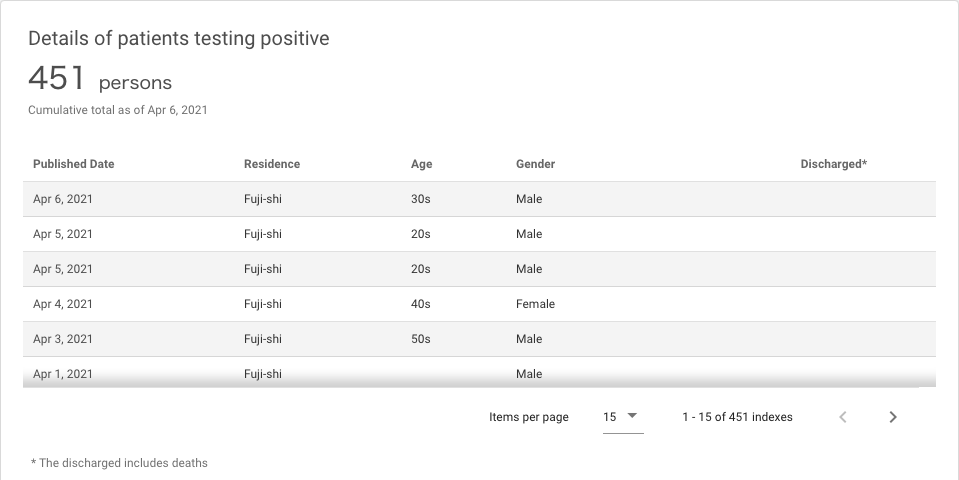 Details of patients testing positive
451 persons
Cumulative total as of Apr 6, 2021
Published Date Residence Age Gender Discharged*
Apr 6, 2021 Fuji-shi 30s Male
Apr 5, 2021 Fuji-shi 20s Male
Apr 5, 2021 Fuji-shi 20s Male
Apr 4, 2021 Fuji-shi 40s Female
Apr 3, 2021 Fuji-shi 50s Male
Apr 1, 2021 Fuji-shi Male
Items per page 15 1 - 15 of 451 indexes
* The discharged includes deaths